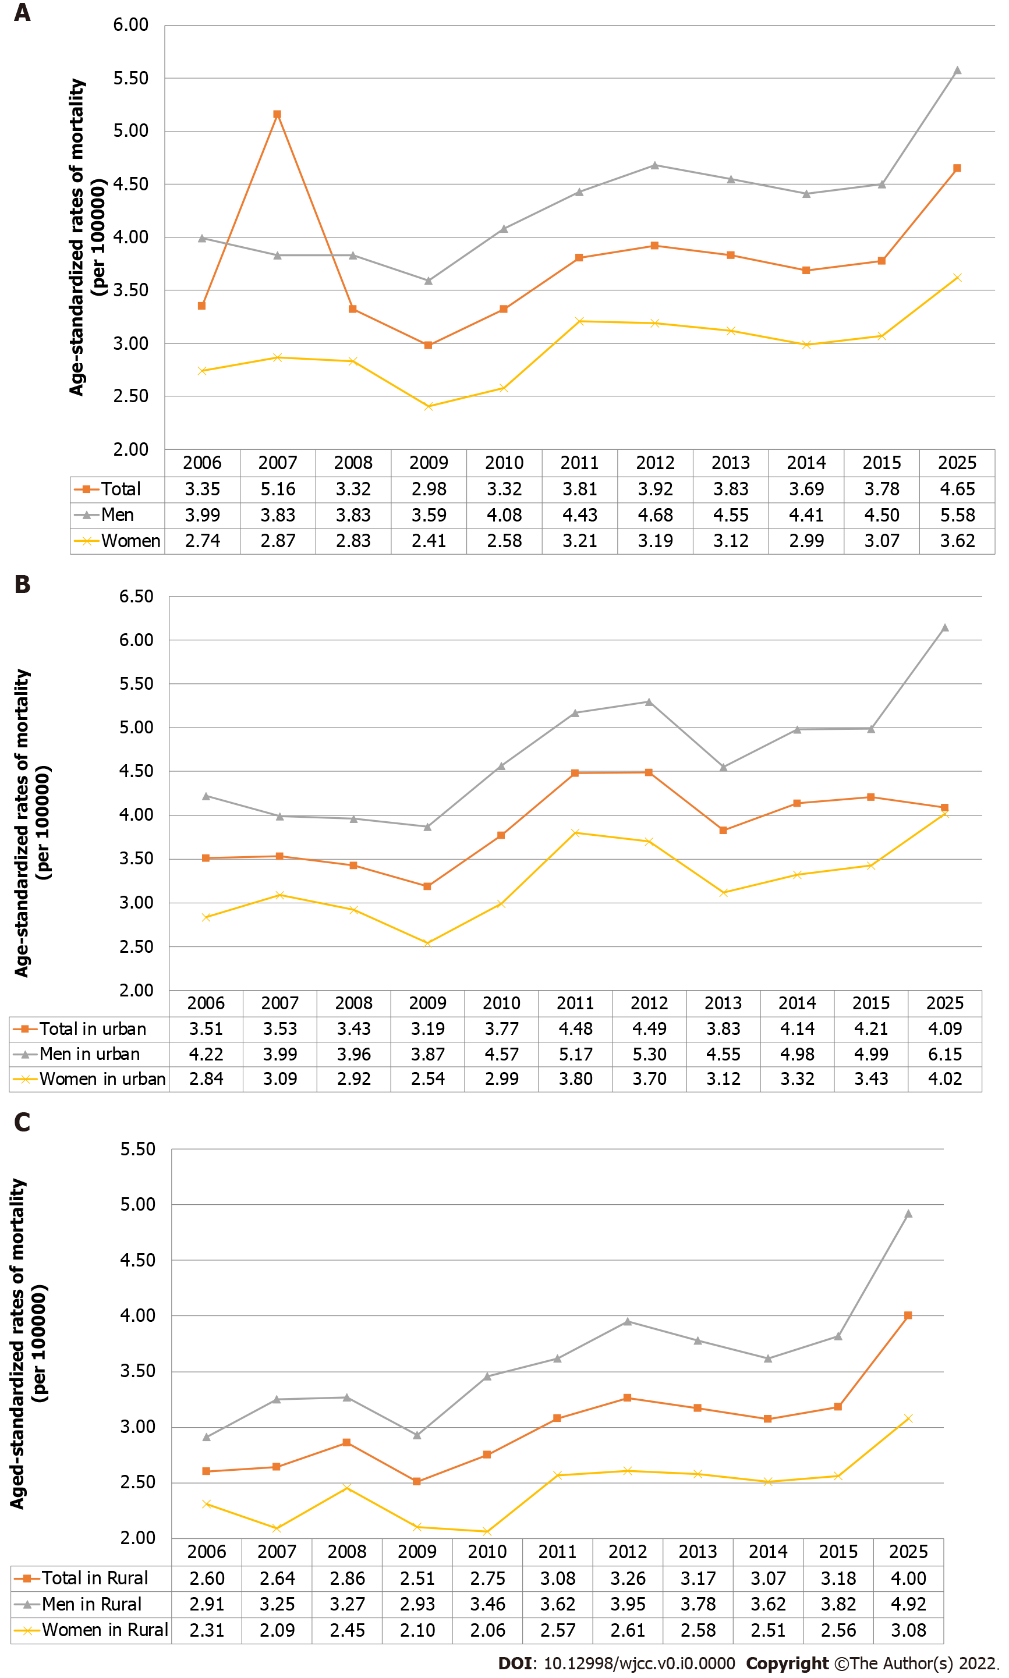 A
Age-standardized rates of mortality
(per 100000)
6.00
5.50
5.00
4.50
4.00
3.50
3.00
2.50
2.00
2006 2007 2008 2009 2010 2011 2012 2013 2014 2015 2025
Total 3.35 5.16 3.32 2.98 3.32 3.81 3.92 3.83 3.69 3.78 4.65
Men 3.99 3.83 3.83 3.59 4.08 4.43 4.68 4.55 4.41 4.50 5.58
Women 2.74 2.87 2.83 2.41 2.58 3.21 3.19 3.12 2.99 3.07 3.62
B
Age-standardized rates of mortality
(per 100000)
6.50
6.00
5.50
5.00
4.50
4.00
3.50
3.00
2.50
2.00
2006 2007 2008 2009 2010 2011 2012 2013 2014 2015 2025
Total in urban 3.51 3.53 3.43 3.19 3.77 4.48 4.49 3.83 4.14 4.21 4.09
Men in urban 4.22 3.99 3.96 3.87 4.57 5.17 5.30 4.55 4.98 4.99 6.15
Women in urban 2.84 3.09 2.92 2.54 2.99 3.80 3.70 3.12 3.32 3.43 4.02
C
Aged-standardized rates of mortality
(per 100000)
5.50
5.00
4.50
4.00
3.50
3.00
2.50
2.00
2006 2007 2008 2009 2010 2011 2012 2013 2014 2015 2025
Total in Rural 2.60 2.64 2.86 2.51 2.75 3.08 3.26 3.17 3.07 3.18 4.00
Men in Rural 2.91 3.25 3.27 2.93 3.46 3.62 3.95 3.78 3.62 3.82 4.92
Women in Rural 2.31 2.09 2.45 2.10 2.06 2.57 2.61 2.58 2.51 2.56 3.08
DOI: 10.12998/wjcc.v0.i0.0000 Copyright ©The Author(s) 2022.